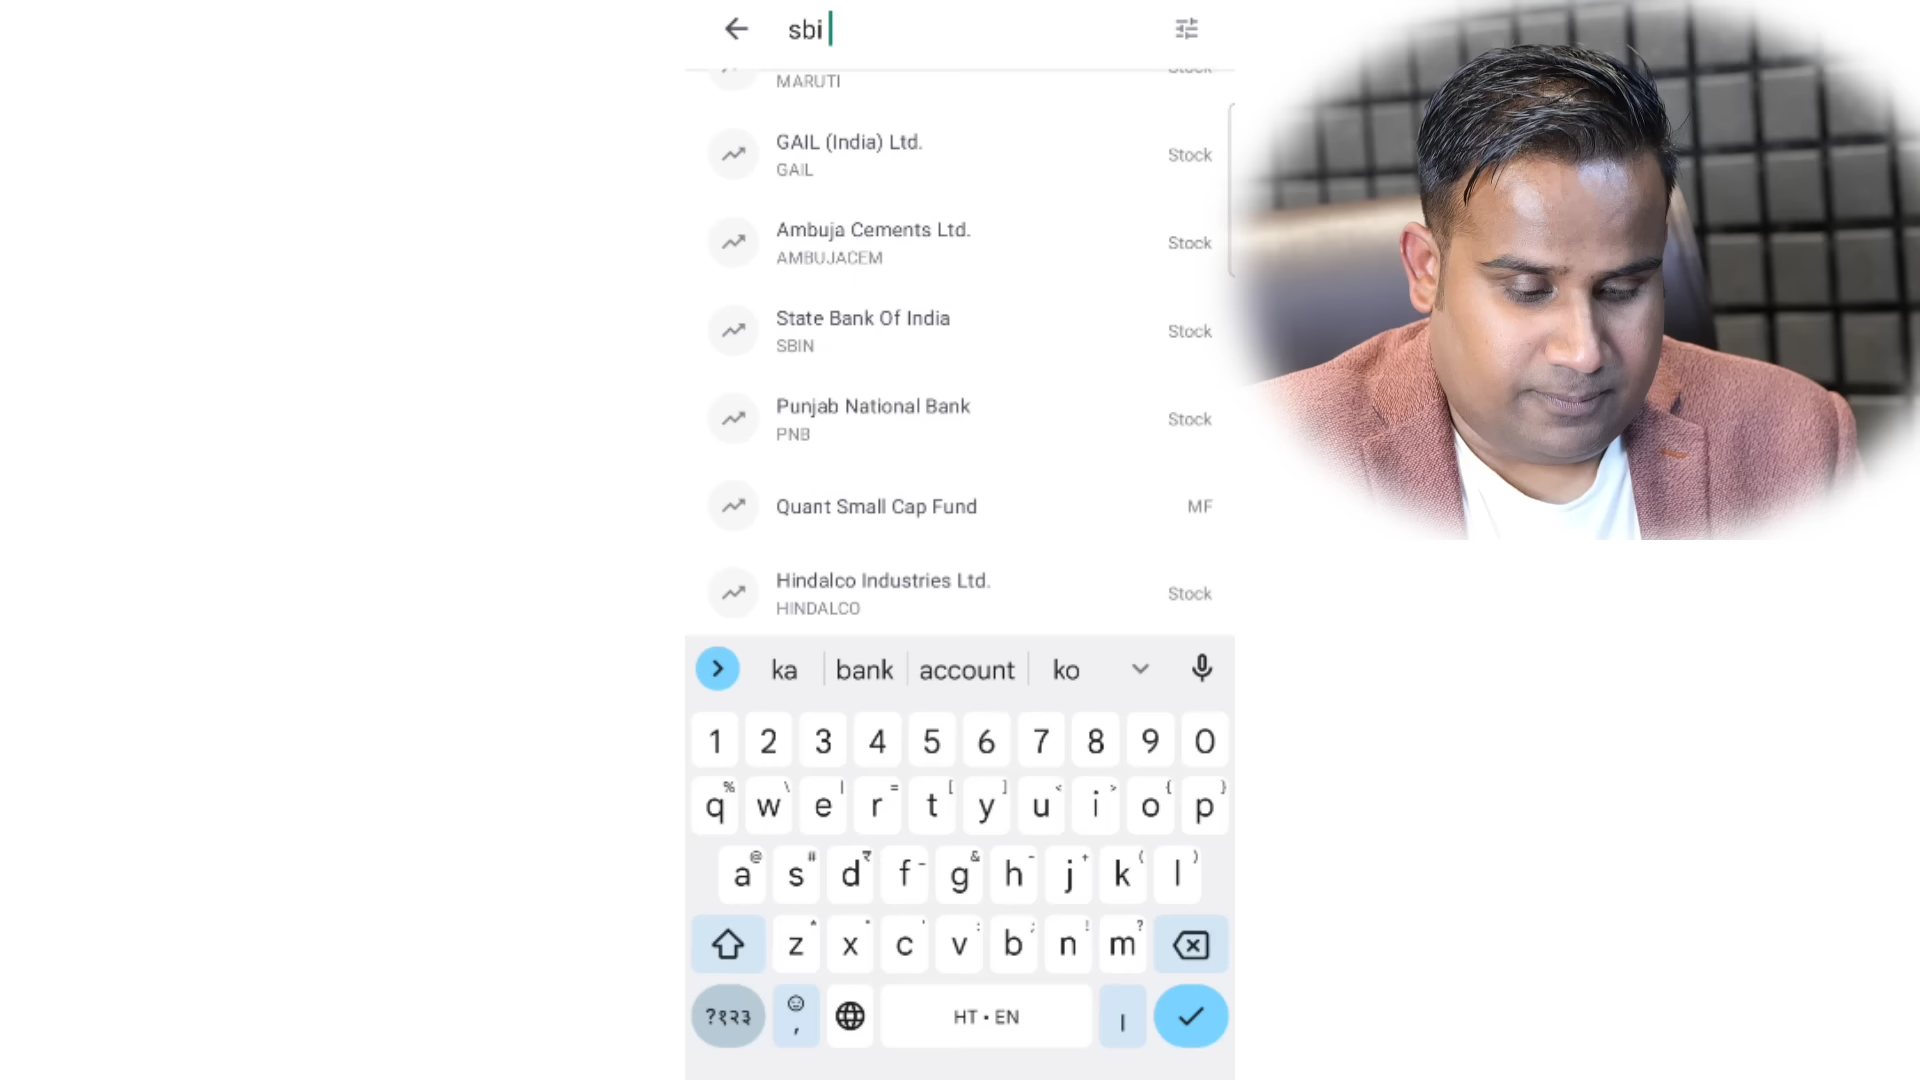 sbi
MARUTI
Stock
GAIL (India) Ltd.
GAIL
Stock
Ambuja Cements Ltd.
AMBUJACEM
Stock
State Bank Of India
SBIN
Stock
Punjab National Bank
PNB
Stock
Quant Small Cap Fund
MF
Hindalco Industries Ltd.
HINDALCO
Stock
ka bank account ko
1 2 3 4 5 6 7 8 9 0
q w e r t y u i o p
a s d f g h j k l
z x c v b n m
?१२३ , HT • EN ।